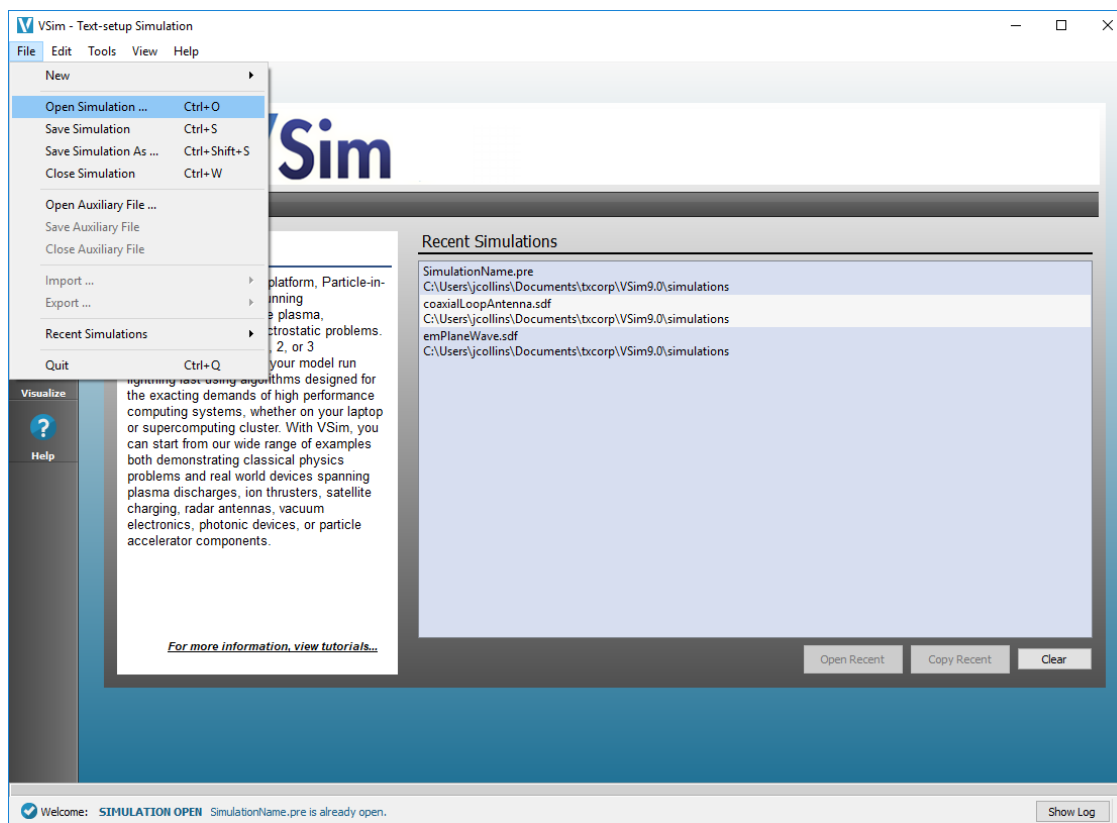 VSim - Text-setup Simulation
File Edit Tools View Help
New
Open Simulation ... Ctrl+O
Save Simulation Ctrl+S
Save Simulation As ... Ctrl+Shift+S
Close Simulation Ctrl+W
Open Auxiliary File ...
Save Auxiliary File
Close Auxiliary File
Import ...
Export ...
Recent Simulations
Quit Ctrl+Q
Sim
platform, Particle-in-
plasma,
ctrostatic problems.
, 2, or 3
your model run
lightning fast using algorithms designed for
the exacting demands of high performance
computing systems, whether on your laptop
or supercomputing cluster. With VSim, you
can start from our wide range of examples
both demonstrating classical physics
problems and real world devices spanning
plasma discharges, ion thrusters, satellite
charging, radar antennas, vacuum
electronics, photonic devices, or particle
accelerator components.
For more information, view tutorials...
Visualize
Help
Recent Simulations
SimulationName.pre
C:\Users\jcollins\Documents\txcorp\VSim9.0\simulations
coaxialLoopAntenna.sdf
C:\Users\jcollins\Documents\txcorp\VSim9.0\simulations
emPlaneWave.sdf
C:\Users\jcollins\Documents\txcorp\VSim9.0\simulations
Open Recent Copy Recent Clear
Welcome: SIMULATION OPEN SimulationName.pre is already open.
Show Log